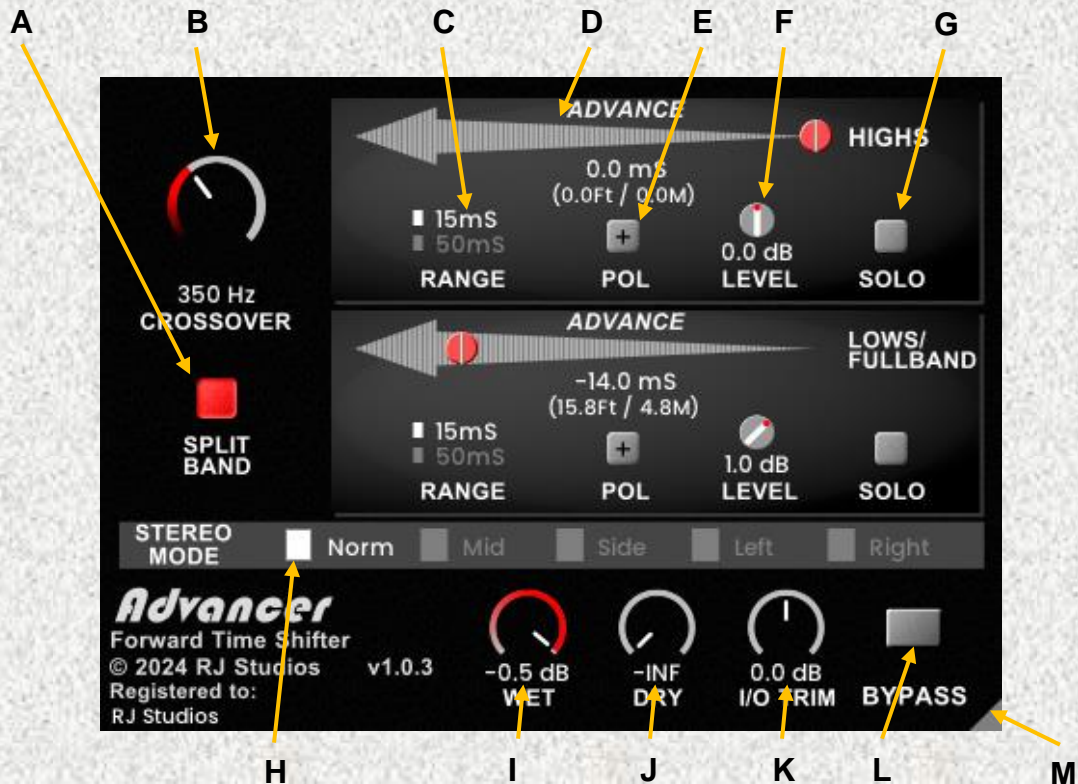 A B C D E F G
ADVANCE
HIGHS
0.0 mS
(0.0Ft / 0.0M)
15mS
50mS
0.0 dB
RANGE POL LEVEL SOLO
350 Hz
CROSSOVER
ADVANCE
LOWS/
FULLBAND
-14.0 mS
(15.8Ft / 4.8M)
15mS
50mS
1.0 dB
RANGE POL LEVEL SOLO
SPLIT
BAND
STEREO
MODE
Norm Mid Side Left Right
Advancer
Forward Time Shifter
© 2024 RJ Studios v1.0.3
Registered to:
RJ Studios
-0.5 dB
WET
-INF
DRY
0.0 dB
I/O TRIM
BYPASS
H I J K L M